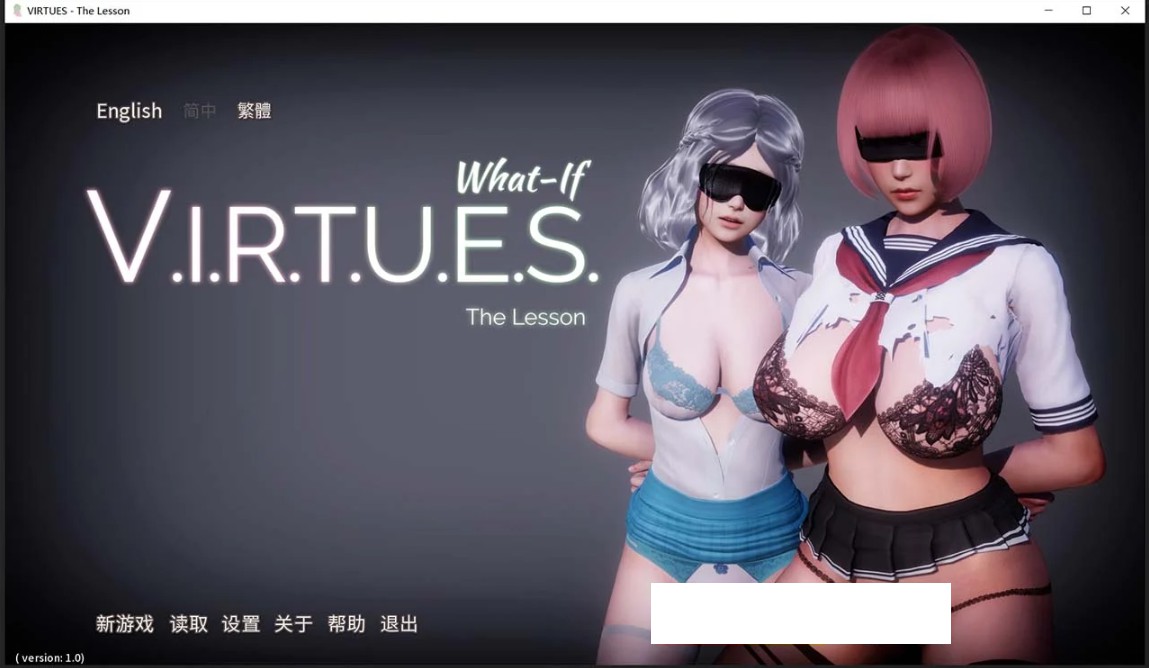 VIRTUES - The Lesson
English 简中 繁體
What-If
V.I.R.T.U.E.S.
The Lesson
新游戏 读取 设置 关于 帮助 退出
( version: 1.0)